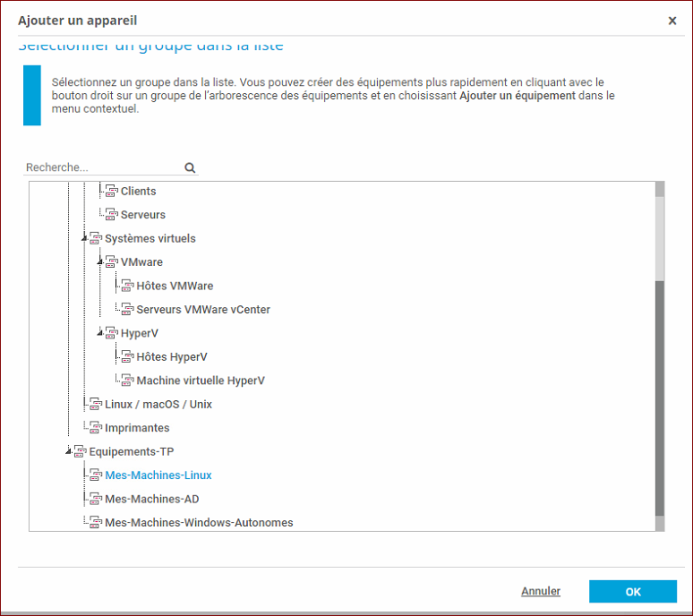 Ajouter un appareil
x
Sélectionner un groupe dans la liste
Sélectionnez un groupe dans la liste. Vous pouvez créer des équipements plus rapidement en cliquant avec le
bouton droit sur un groupe de l'arborescence des équipements et en choisissant Ajouter un équipement dans le
menu contextuel.
Recherche...
Clients
Serveurs
Systèmes virtuels
VMware
Hôtes VMWare
Serveurs VMWare vCenter
HyperV
Hôtes HyperV
Machine virtuelle HyperV
Linux / macOS / Unix
Imprimantes
Equipements-TP
Mes-Machines-Linux
Mes-Machines-AD
Mes-Machines-Windows-Autonomes
Annuler
OK